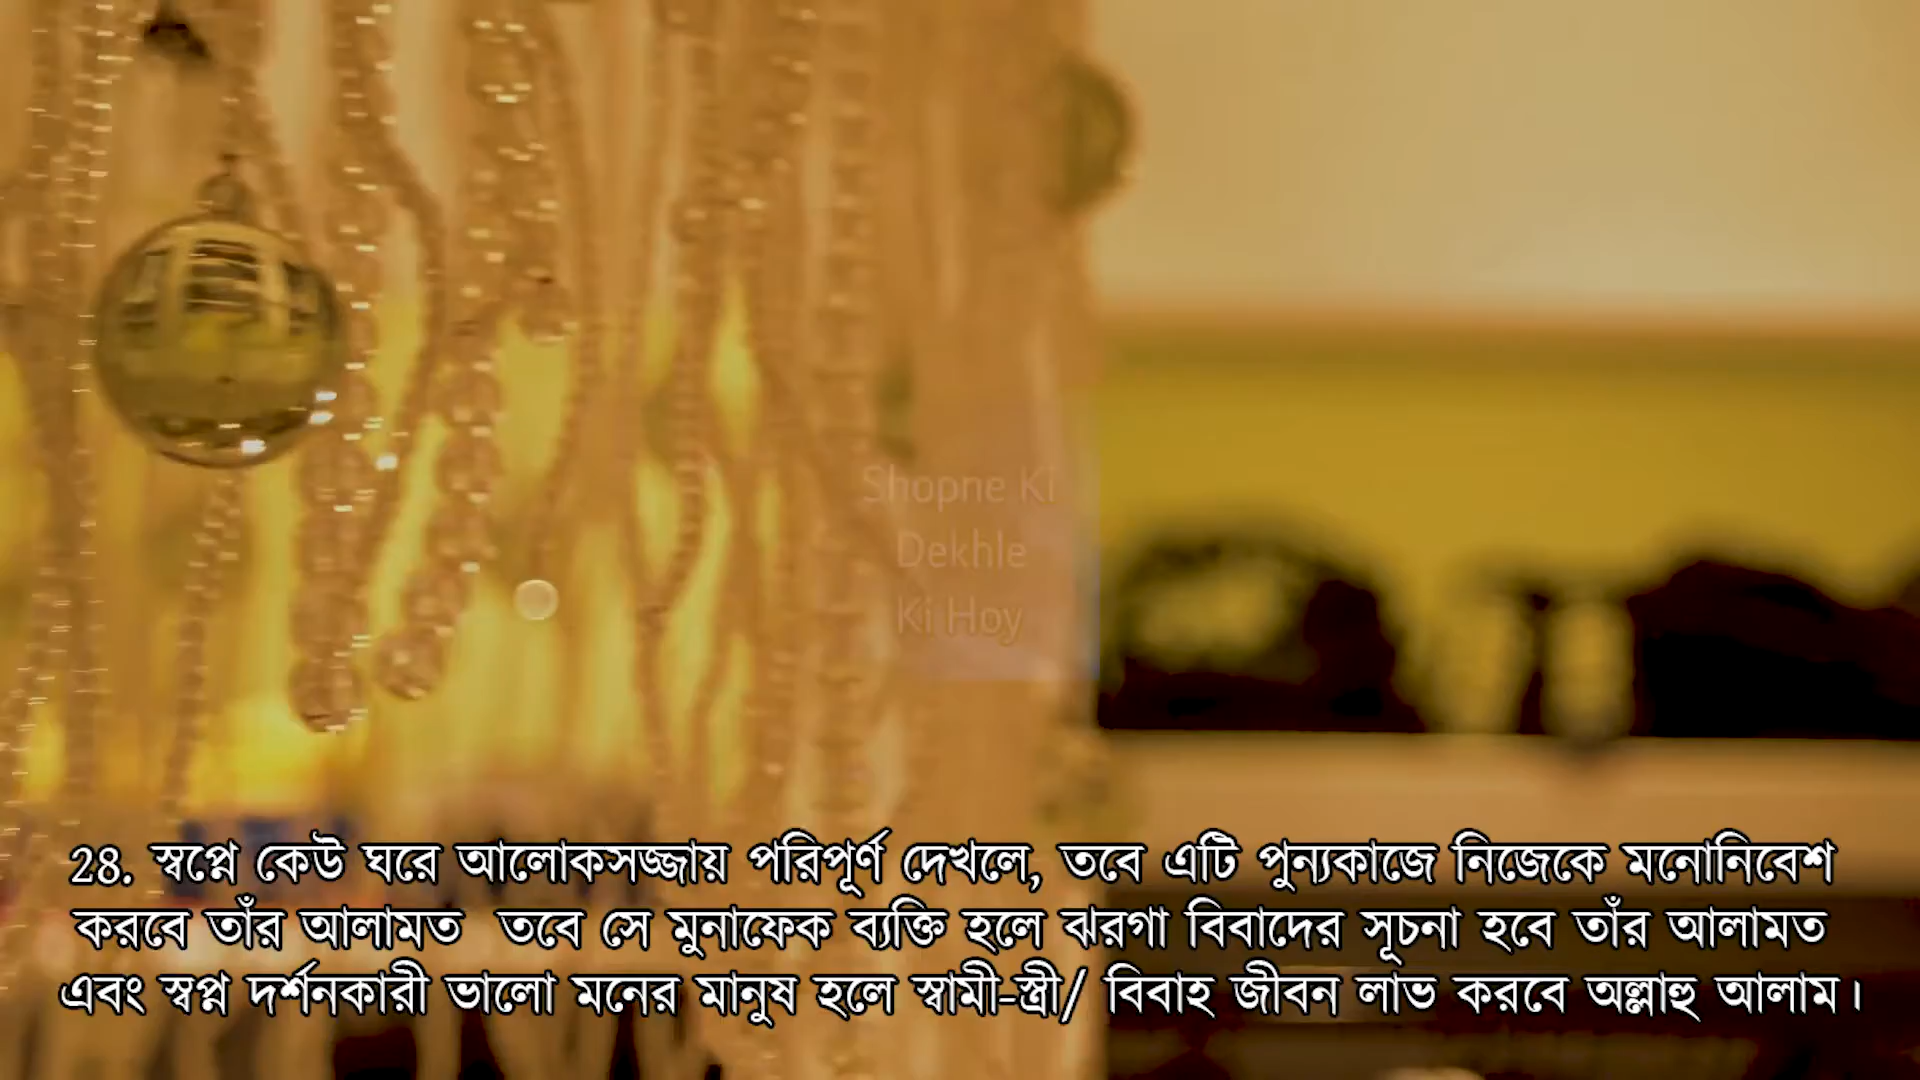 Shopne Ki
Dekhle
Ki Hoy
28. স্বপ্নে কেউ ঘরে আলোকসজ্জায় পরিপূর্ণ দেখলে, তবে এটি পুন্যকাজে নিজেকে মনোনিবেশ
করবে তাঁর আলামত তবে সে মুনাফেক ব্যক্তি হলে ঝরগা বিবাদের সূচনা হবে তাঁর আলামত
এবং স্বপ্ন দর্শনকারী ভালো মনের মানুষ হলে স্বামী-স্ত্রী/ বিবাহ জীবন লাভ করবে অল্লাহু আলাম।